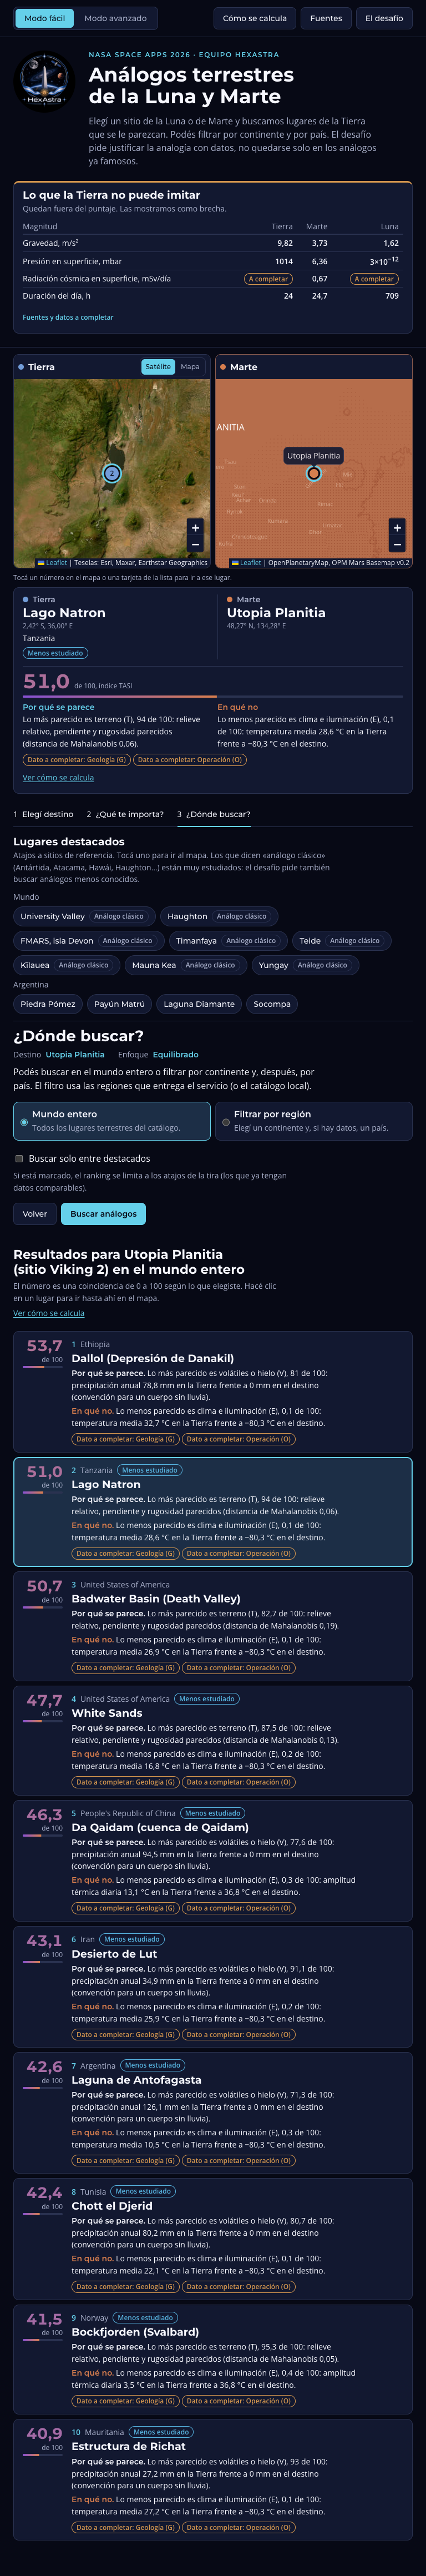 Modo fácil
Modo avanzado
Cómo se calcula
Fuentes
El desafío
HexAstra
NASA SPACE APPS 2026 · EQUIPO HEXASTRA
Análogos terrestres
de la Luna y Marte
Elegí un sitio de la Luna o de Marte y buscamos lugares de la Tierra
que se le parezcan. Podés filtrar por continente y país. El desafío
pide justificar la analogía con datos, no quedarse solo en los análogos
ya famosos.
Lo que la Tierra no puede imitar
Quedan fuera del puntaje. Las mostramos como brecha.
Magnitud Tierra Marte Luna
Gravedad, m/s² 9,82 3,73 1,62
Presión en superficie, mbar 1014 6,36 3×10⁻¹²
Radiación cósmica en superficie, mSv/día A completar 0,67 A completar
Duración del día, h 24 24,7 709
Fuentes y datos a completar
Tierra
Satélite
Mapa
2
+
−
Leaflet | Teselas: Esri, Maxar, Earthstar Geographics
Marte
ANITIA
Utopia Planitia
+
−
Leaflet | OpenPlanetaryMap, OPM Mars Basemap v0.2
Tocá un número en el mapa o una tarjeta de la lista para ir a ese lugar.
Tierra
Lago Natron
2,42° S, 36,00° E
Tanzania
Menos estudiado
Marte
Utopia Planitia
48,27° N, 134,28° E
51,0 de 100, índice TASI
Por qué se parece
Lo más parecido es terreno (T), 94 de 100: relieve
relativo, pendiente y rugosidad parecidos
(distancia de Mahalanobis 0,06).
En qué no
Lo menos parecido es clima e iluminación (E), 0,1
de 100: temperatura media 28,6 °C en la Tierra
frente a −80,3 °C en el destino.
Dato a completar: Geología (G)
Dato a completar: Operación (O)
Ver cómo se calcula
1 Elegí destino
2 ¿Qué te importa?
3 ¿Dónde buscar?
Lugares destacados
Atajos a sitios de referencia. Tocá uno para ir al mapa. Los que dicen «análogo clásico»
(Antártida, Atacama, Hawái, Haughton...) están muy estudiados: el desafío pide también
buscar análogos menos conocidos.
Mundo
University Valley Análogo clásico
Haughton Análogo clásico
FMARS, isla Devon Análogo clásico
Timanfaya Análogo clásico
Teide Análogo clásico
Kīlauea Análogo clásico
Mauna Kea Análogo clásico
Yungay Análogo clásico
Argentina
Piedra Pómez
Payún Matrú
Laguna Diamante
Socompa
¿Dónde buscar?
Destino Utopia Planitia Enfoque Equilibrado
Podés buscar en el mundo entero o filtrar por continente y, después, por
país. El filtro usa las regiones que entrega el servicio (o el catálogo local).
Mundo entero
Todos los lugares terrestres del catálogo.
Filtrar por región
Elegí un continente y, si hay datos, un país.
Buscar solo entre destacados
Si está marcado, el ranking se limita a los atajos de la tira (los que ya tengan
datos comparables).
Volver
Buscar análogos
Resultados para Utopia Planitia
(sitio Viking 2) en el mundo entero
El número es una coincidencia de 0 a 100 según lo que elegiste. Hacé clic
en un lugar para ir hasta ahí en el mapa.
Ver cómo se calcula
53,7
de 100
1 Ethiopia
Dallol (Depresión de Danakil)
Por qué se parece. Lo más parecido es volátiles o hielo (V), 81 de 100:
precipitación anual 78,8 mm en la Tierra frente a 0 mm en el destino
(convención para un cuerpo sin lluvia).
En qué no. Lo menos parecido es clima e iluminación (E), 0,1 de 100:
temperatura media 32,7 °C en la Tierra frente a −80,3 °C en el destino.
Dato a completar: Geología (G)
Dato a completar: Operación (O)
51,0
de 100
2 Tanzania Menos estudiado
Lago Natron
Por qué se parece. Lo más parecido es terreno (T), 94 de 100: relieve
relativo, pendiente y rugosidad parecidos (distancia de Mahalanobis 0,06).
En qué no. Lo menos parecido es clima e iluminación (E), 0,1 de 100:
temperatura media 28,6 °C en la Tierra frente a −80,3 °C en el destino.
Dato a completar: Geología (G)
Dato a completar: Operación (O)
50,7
de 100
3 United States of America
Badwater Basin (Death Valley)
Por qué se parece. Lo más parecido es terreno (T), 82,7 de 100: relieve
relativo, pendiente y rugosidad parecidos (distancia de Mahalanobis 0,19).
En qué no. Lo menos parecido es clima e iluminación (E), 0,1 de 100:
temperatura media 26,9 °C en la Tierra frente a −80,3 °C en el destino.
Dato a completar: Geología (G)
Dato a completar: Operación (O)
47,7
de 100
4 United States of America Menos estudiado
White Sands
Por qué se parece. Lo más parecido es terreno (T), 87,5 de 100: relieve
relativo, pendiente y rugosidad parecidos (distancia de Mahalanobis 0,13).
En qué no. Lo menos parecido es clima e iluminación (E), 0,2 de 100:
temperatura media 16,8 °C en la Tierra frente a −80,3 °C en el destino.
Dato a completar: Geología (G)
Dato a completar: Operación (O)
46,3
de 100
5 People's Republic of China Menos estudiado
Da Qaidam (cuenca de Qaidam)
Por qué se parece. Lo más parecido es volátiles o hielo (V), 77,6 de 100:
precipitación anual 94,5 mm en la Tierra frente a 0 mm en el destino
(convención para un cuerpo sin lluvia).
En qué no. Lo menos parecido es clima e iluminación (E), 0,3 de 100: amplitud
térmica diaria 13,1 °C en la Tierra frente a 36,8 °C en el destino.
Dato a completar: Geología (G)
Dato a completar: Operación (O)
43,1
de 100
6 Iran Menos estudiado
Desierto de Lut
Por qué se parece. Lo más parecido es volátiles o hielo (V), 91,1 de 100:
precipitación anual 34,9 mm en la Tierra frente a 0 mm en el destino
(convención para un cuerpo sin lluvia).
En qué no. Lo menos parecido es clima e iluminación (E), 0,2 de 100:
temperatura media 25,9 °C en la Tierra frente a −80,3 °C en el destino.
Dato a completar: Geología (G)
Dato a completar: Operación (O)
42,6
de 100
7 Argentina Menos estudiado
Laguna de Antofagasta
Por qué se parece. Lo más parecido es volátiles o hielo (V), 71,3 de 100:
precipitación anual 126,1 mm en la Tierra frente a 0 mm en el destino
(convención para un cuerpo sin lluvia).
En qué no. Lo menos parecido es clima e iluminación (E), 0,3 de 100:
temperatura media 10,5 °C en la Tierra frente a −80,3 °C en el destino.
Dato a completar: Geología (G)
Dato a completar: Operación (O)
42,4
de 100
8 Tunisia Menos estudiado
Chott el Djerid
Por qué se parece. Lo más parecido es volátiles o hielo (V), 80,7 de 100:
precipitación anual 80,2 mm en la Tierra frente a 0 mm en el destino
(convención para un cuerpo sin lluvia).
En qué no. Lo menos parecido es clima e iluminación (E), 0,1 de 100:
temperatura media 22,1 °C en la Tierra frente a −80,3 °C en el destino.
Dato a completar: Geología (G)
Dato a completar: Operación (O)
41,5
de 100
9 Norway Menos estudiado
Bockfjorden (Svalbard)
Por qué se parece. Lo más parecido es terreno (T), 95,3 de 100: relieve
relativo, pendiente y rugosidad parecidos (distancia de Mahalanobis 0,05).
En qué no. Lo menos parecido es clima e iluminación (E), 0,4 de 100: amplitud
térmica diaria 3,5 °C en la Tierra frente a 36,8 °C en el destino.
Dato a completar: Geología (G)
Dato a completar: Operación (O)
40,9
de 100
10 Mauritania Menos estudiado
Estructura de Richat
Por qué se parece. Lo más parecido es volátiles o hielo (V), 93 de 100:
precipitación anual 27,2 mm en la Tierra frente a 0 mm en el destino
(convención para un cuerpo sin lluvia).
En qué no. Lo menos parecido es clima e iluminación (E), 0,1 de 100:
temperatura media 27,2 °C en la Tierra frente a −80,3 °C en el destino.
Dato a completar: Geología (G)
Dato a completar: Operación (O)